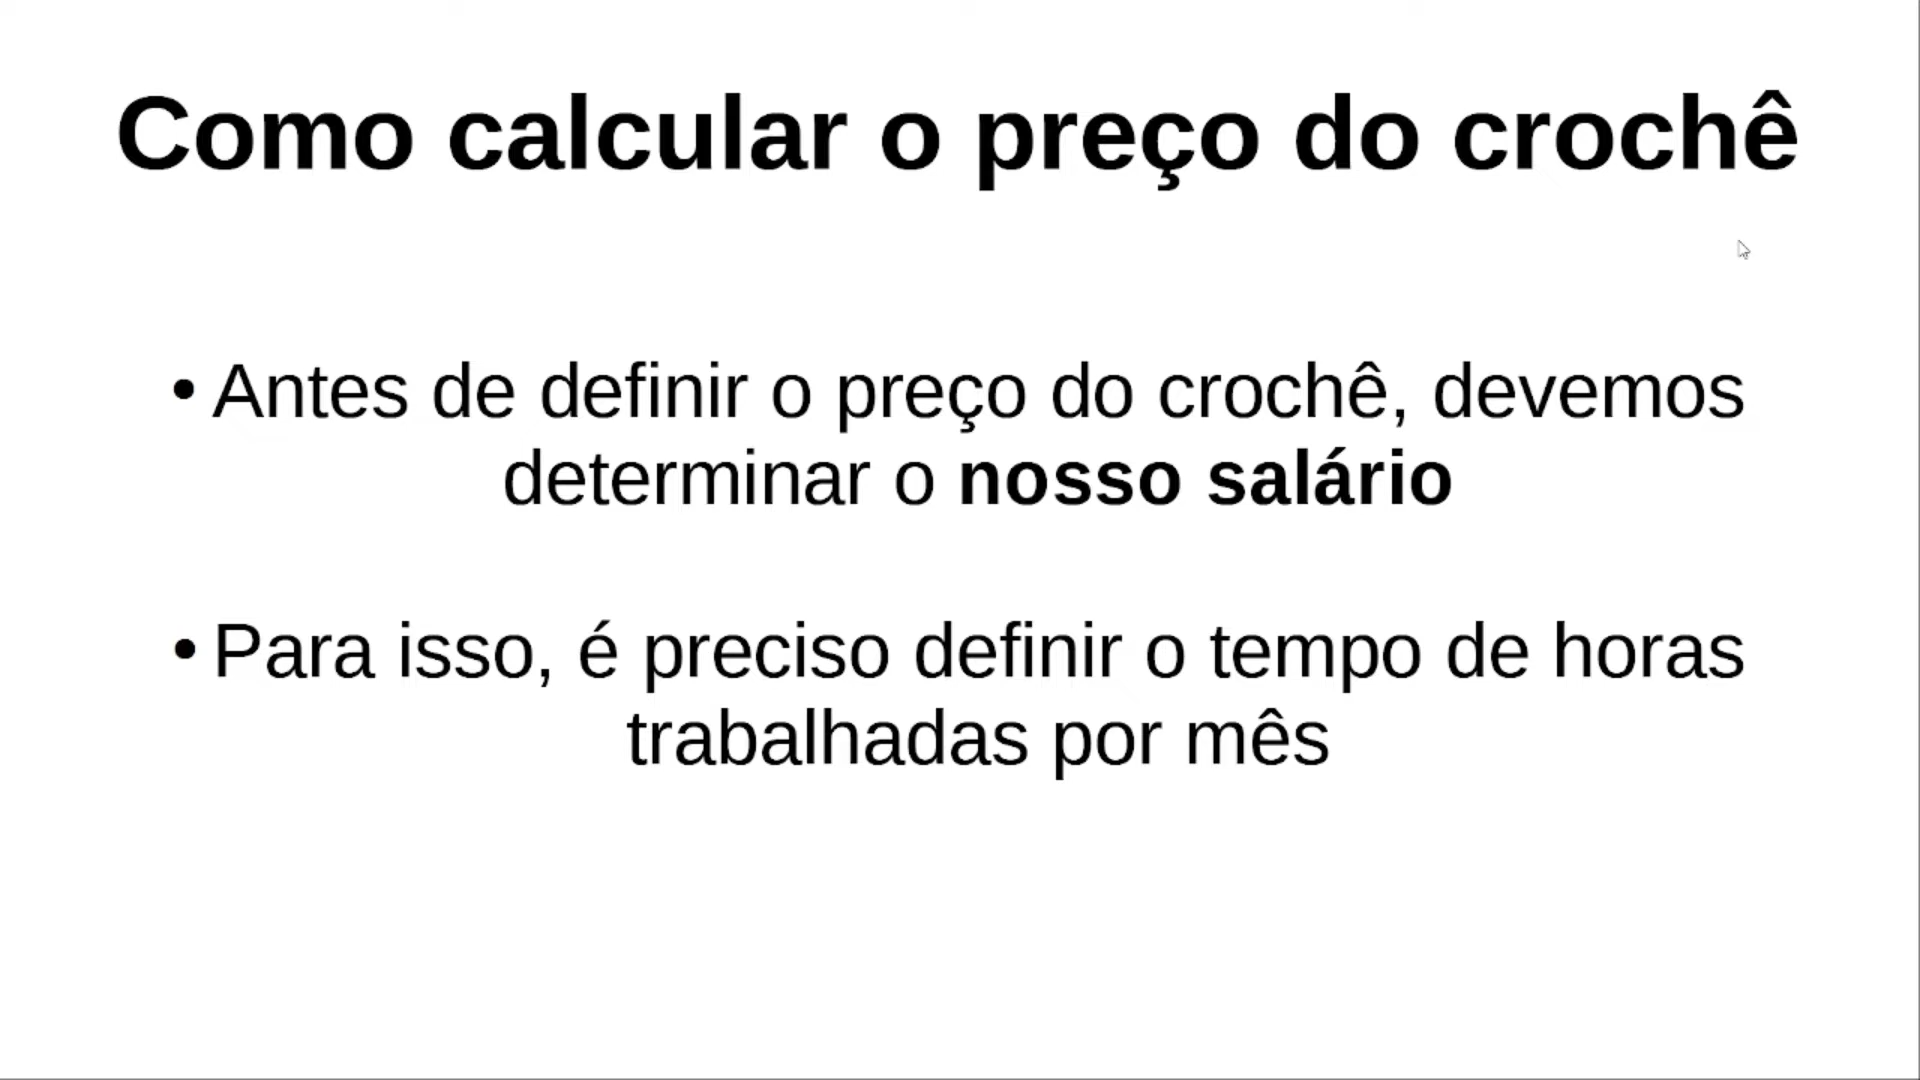 Como calcular o preço do crochê
• Antes de definir o preço do crochê, devemos
determinar o nosso salário
• Para isso, é preciso definir o tempo de horas
trabalhadas por mês